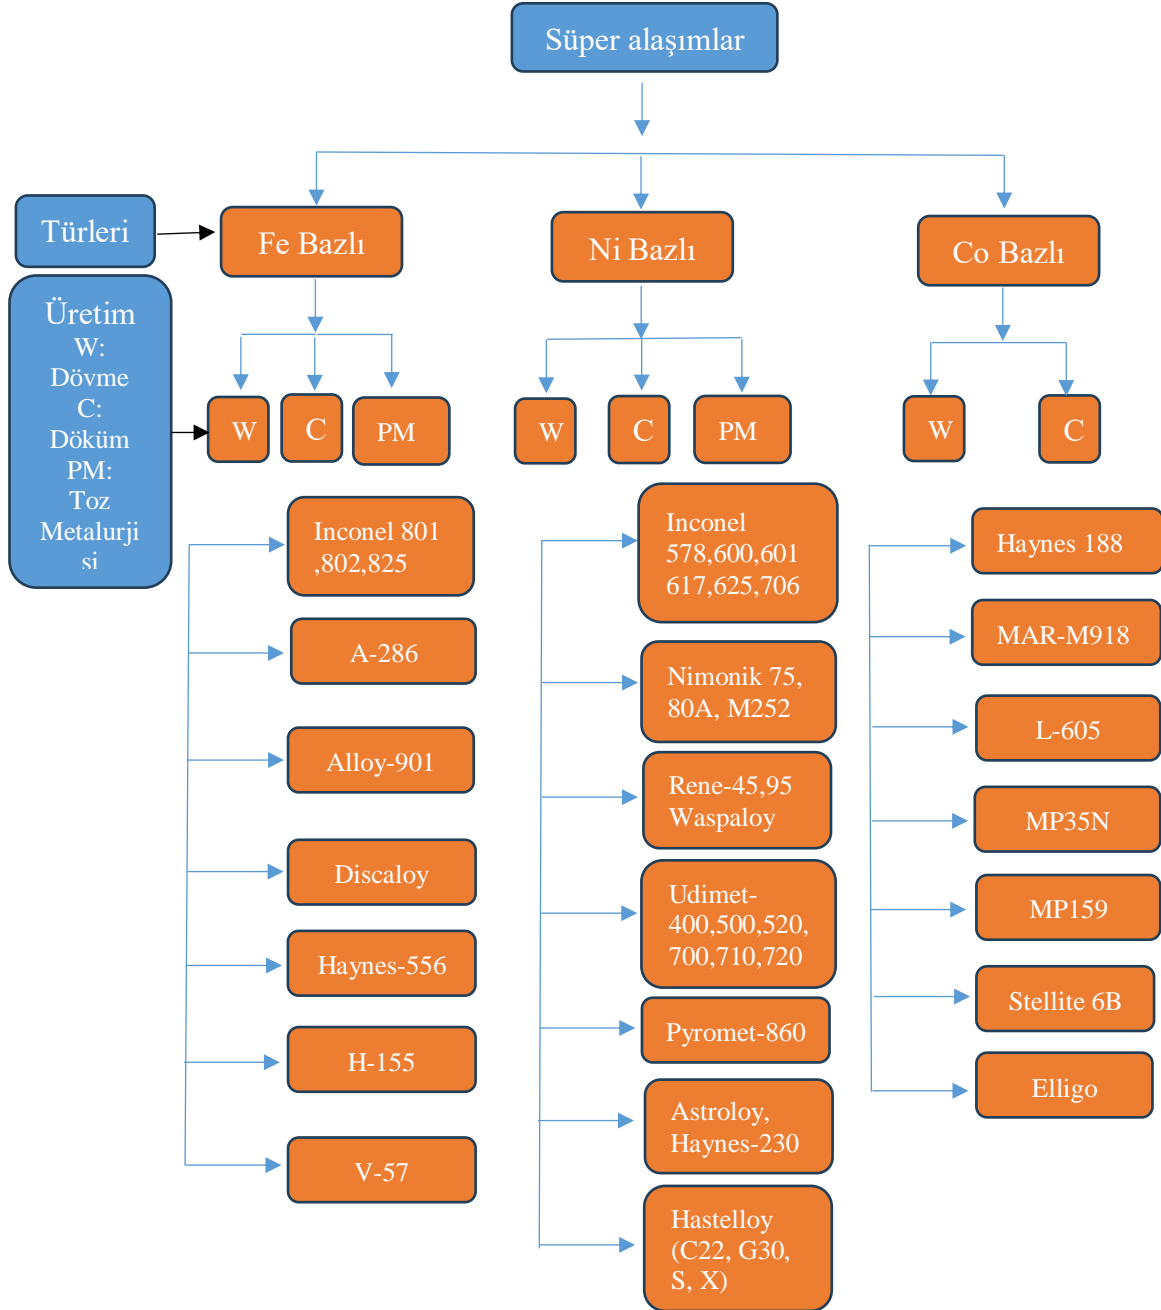 Süper alaşımlar
Türleri
Fe Bazlı
Ni Bazlı
Co Bazlı
Üretim
W:
Dövme
C:
Döküm
PM:
Toz
Metalurji
si
W
C
PM
W
C
PM
W
C
Inconel 801
,802,825
A-286
Alloy-901
Discaloy
Haynes-556
H-155
V-57
Inconel
578,600,601
617,625,706
Nimonik 75,
80A, M252
Rene-45,95
Waspaloy
Udimet-
400,500,520,
700,710,720
Pyromet-860
Astroloy,
Haynes-230
Hastelloy
(C22, G30,
S, X)
Haynes 188
MAR-M918
L-605
MP35N
MP159
Stellite 6B
Elligo